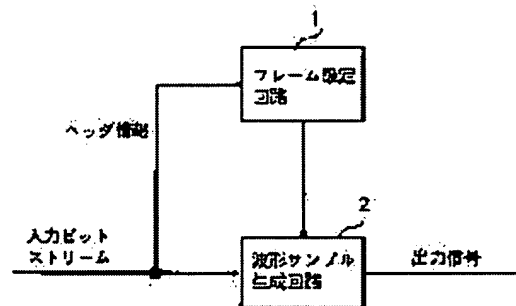 1
フレーム設定
回路
ヘッダ情報
入力ビット
ストリーム
2
波形サンプル
生成回路
出力信号